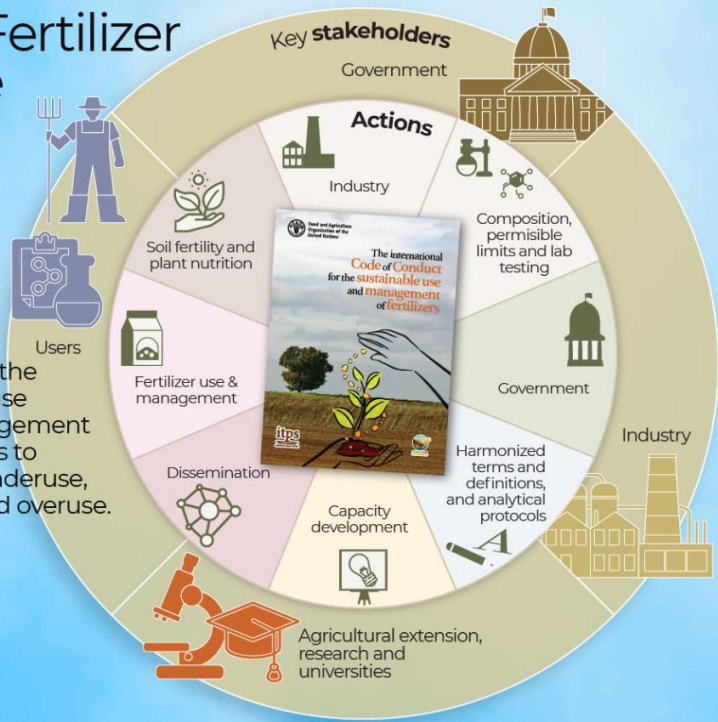 Fertilizer
Key stakeholders
Government
Actions
Industry
Composition,
permisible
limits and lab
testing
Soil fertility and
plant nutrition
Food and Agriculture
Organization of the
United Nations
The international
Code of Conduct
for the sustainable use
and management
of fertilizers
itps
Users
Fertilizer use &
management
Government
Industry
the
Dissemination
Harmonized
terms and
definitions,
and analytical
protocols
Capacity
development
A
s to
d overuse.
Agricultural extension,
research and
universities